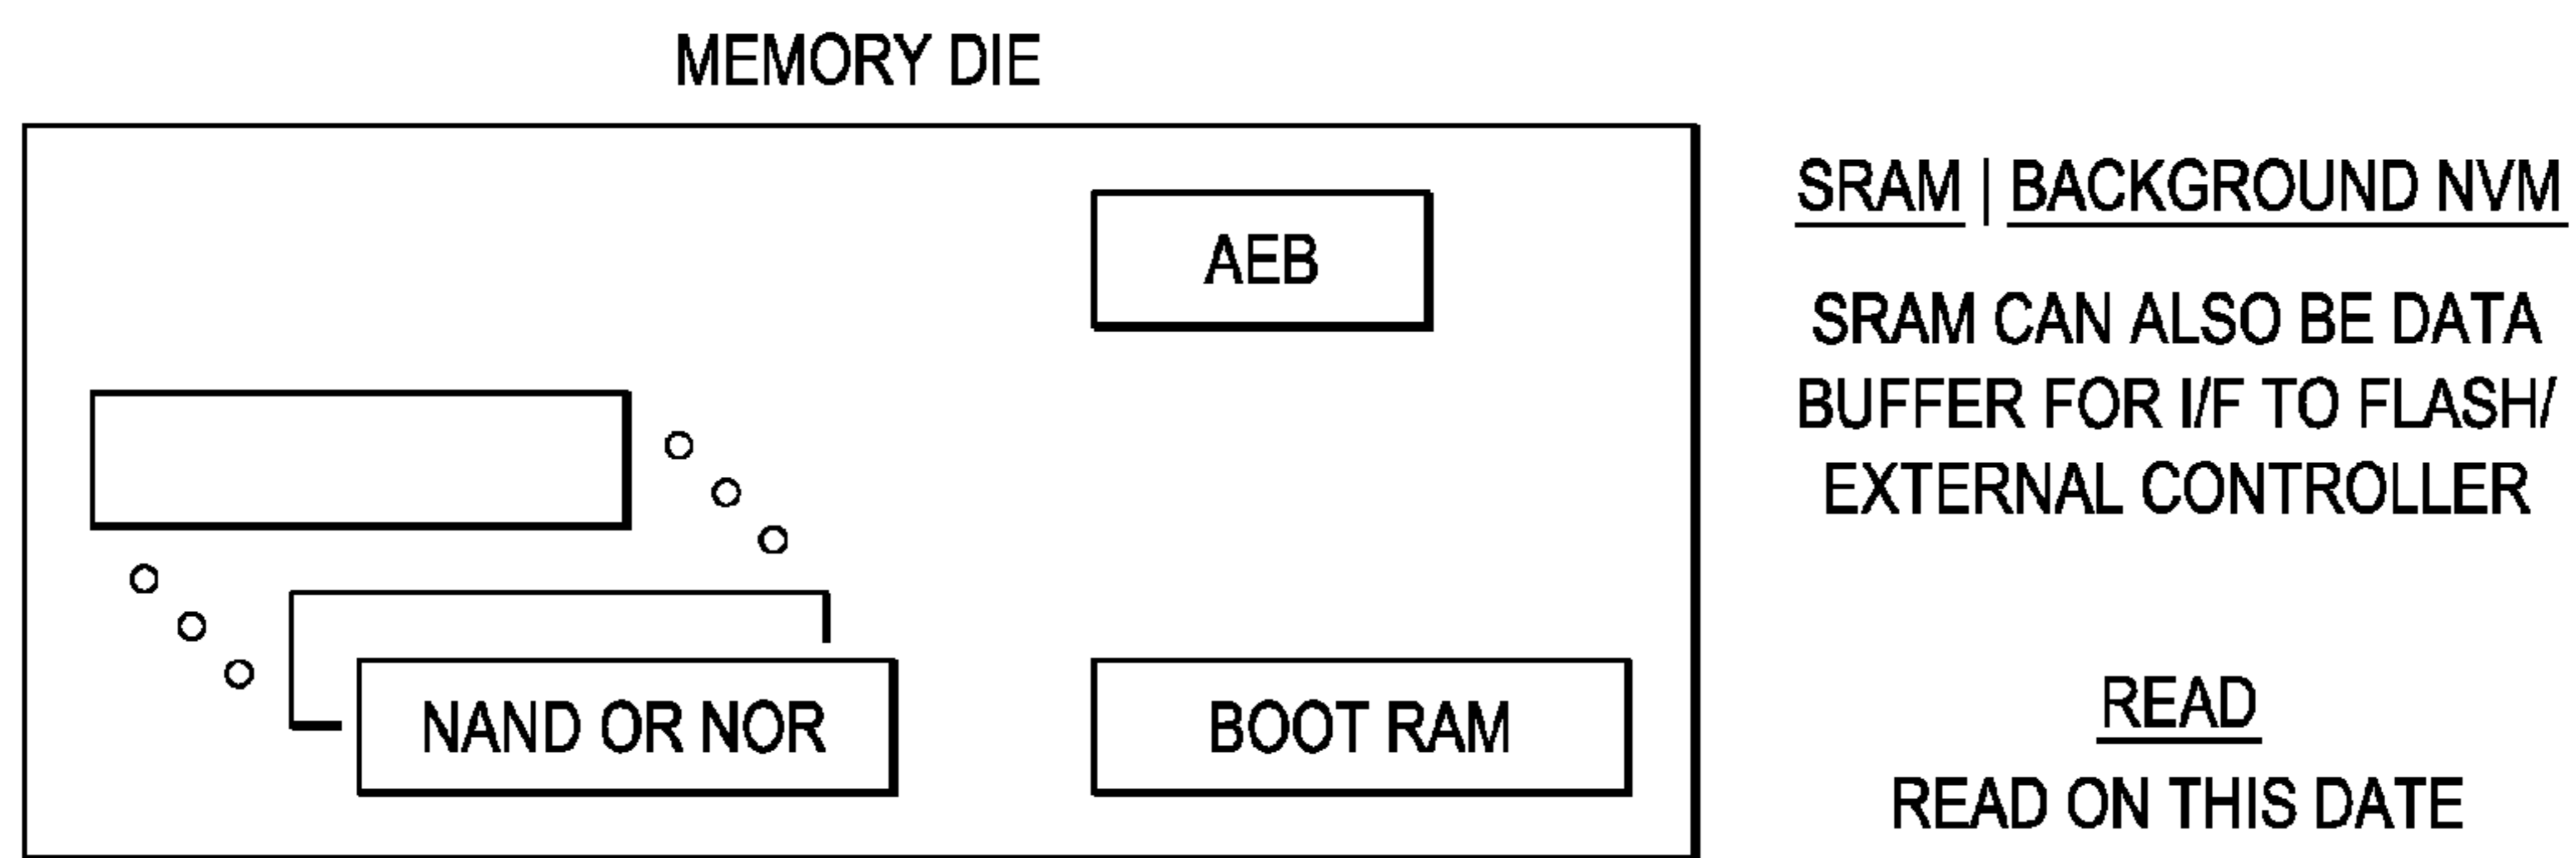 MEMORY DIE
AEB
NAND OR NOR
BOOT RAM
SRAM | BACKGROUND NVM
SRAM CAN ALSO BE DATA
BUFFER FOR I/F TO FLASH/
EXTERNAL CONTROLLER
READ
READ ON THIS DATE